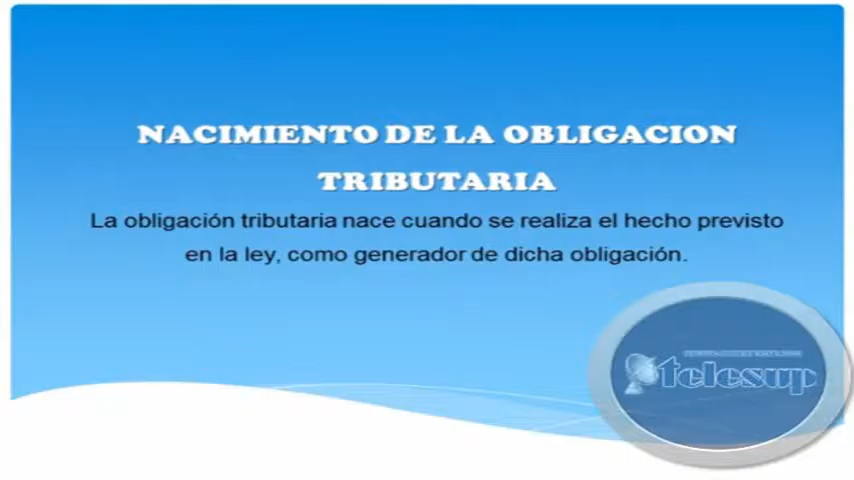 NACIMIENTO DE LA OBLIGACION
TRIBUTARIA
La obligación tributaria nace cuando se realiza el hecho previsto
en la ley, como generador de dicha obligación.
telesup